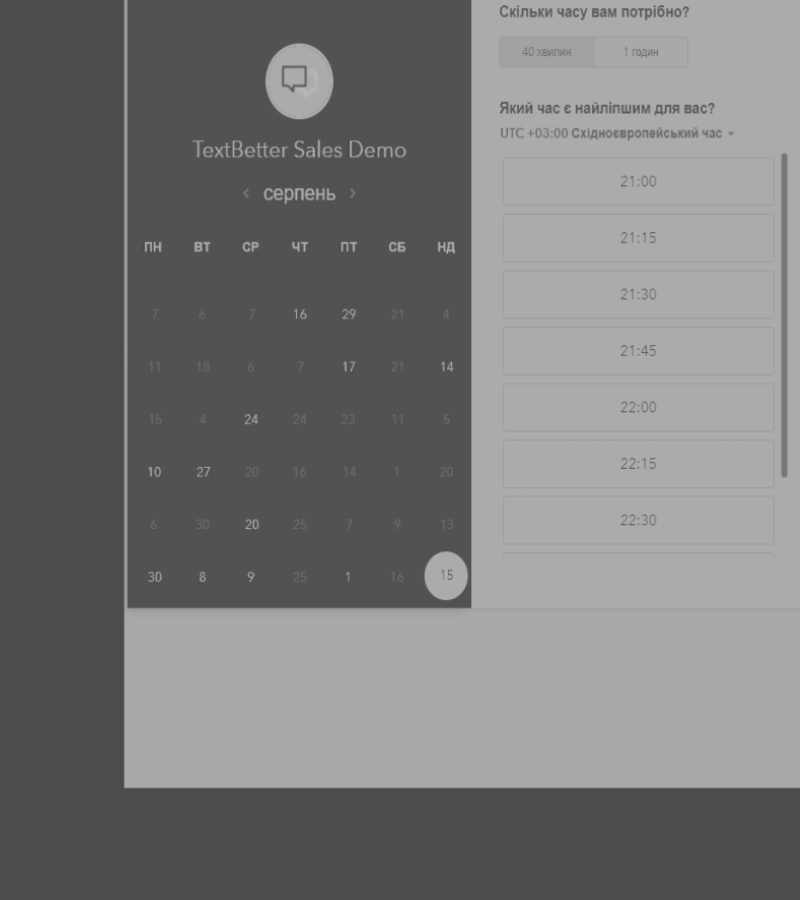 Скільки часу вам потрібно?
40 хвилин 1 годин
TextBetter Sales Demo
серпень
ПН ВТ СР ЧТ ПТ СБ НД
7 6 7 16 29 21 4
11 18 6 7 17 21 14
15 4 24 24 23 11 5
10 27 20 16 14 1 20
6 30 20 25 7 9 13
30 8 9 25 1 16 15
Який час є найліпшим для вас?
UTC +03:00 Східноєвропейський час
21:00
21:15
21:30
21:45
22:00
22:15
22:30